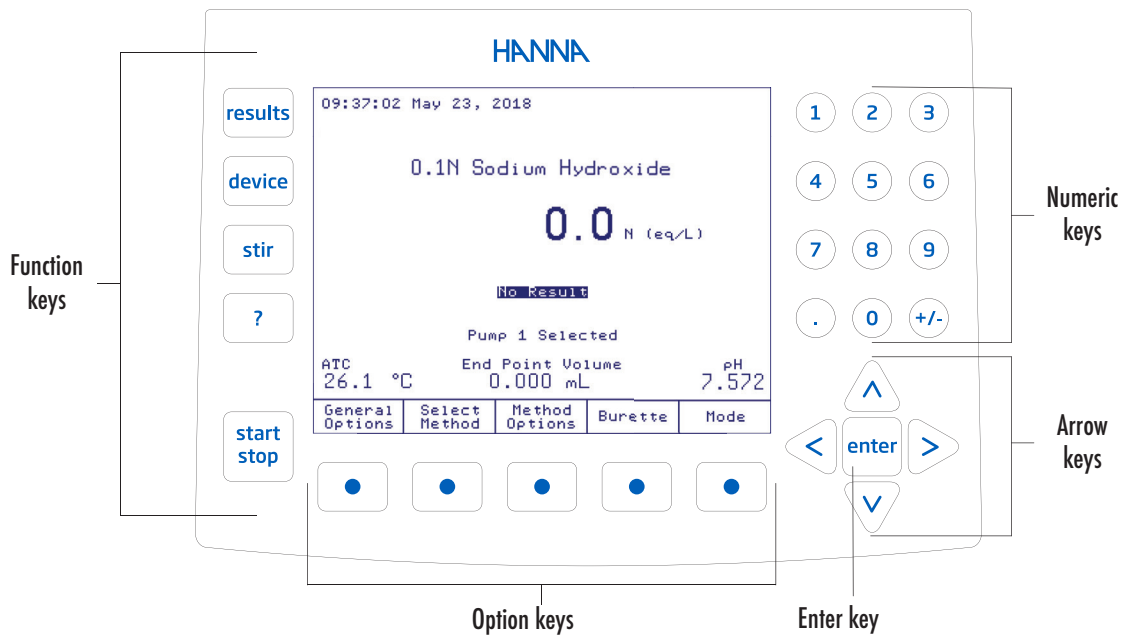 HANNA
results
device
stir
?
start
stop
09:37:02 May 23, 2018
0.1N Sodium Hydroxide
0.0 N (eq/L)
No Result
Pump 1 Selected
ATC End Point Volume pH
26.1 °C 0.000 mL 7.572
General Options
Select Method
Method Options
Burette
Mode
1 2 3
4 5 6
7 8 9
. 0 +/-
enter
Function
keys
Numeric
keys
Arrow
keys
Option keys
Enter key